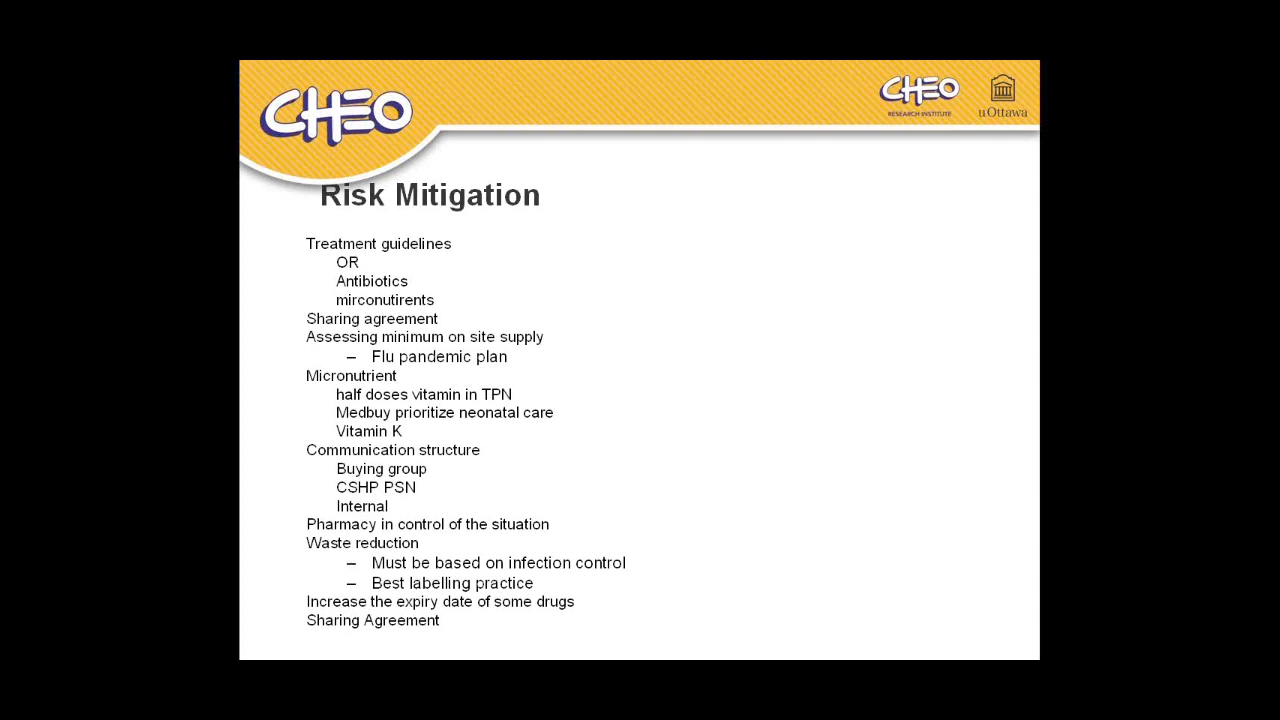 CHEO
CHEO
RESEARCH INSTITUTE
uOttawa
Risk Mitigation
Treatment guidelines
OR
Antibiotics
mirconutirents
Sharing agreement
Assessing minimum on site supply
– Flu pandemic plan
Micronutrient
half doses vitamin in TPN
Medbuy prioritize neonatal care
Vitamin K
Communication structure
Buying group
CSHP PSN
Internal
Pharmacy in control of the situation
Waste reduction
– Must be based on infection control
– Best labelling practice
Increase the expiry date of some drugs
Sharing Agreement